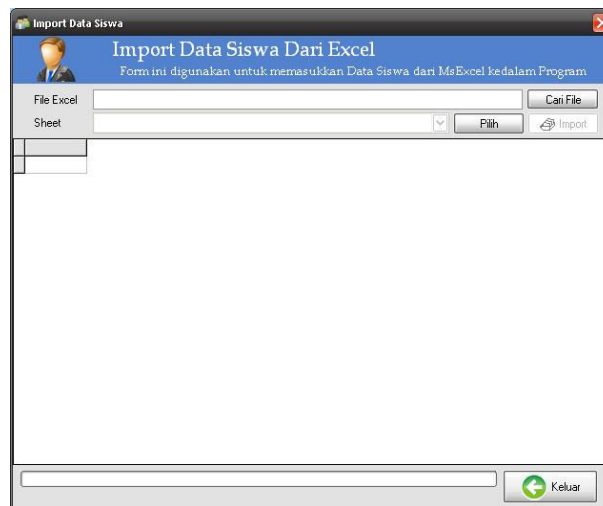 Import Data Siswa
Import Data Siswa Dari Excel
Form ini digunakan untuk memasukkan Data Siswa dari MsExcel kedalam Program
File Excel
Cari File
Sheet
Pilih
Import
Keluar